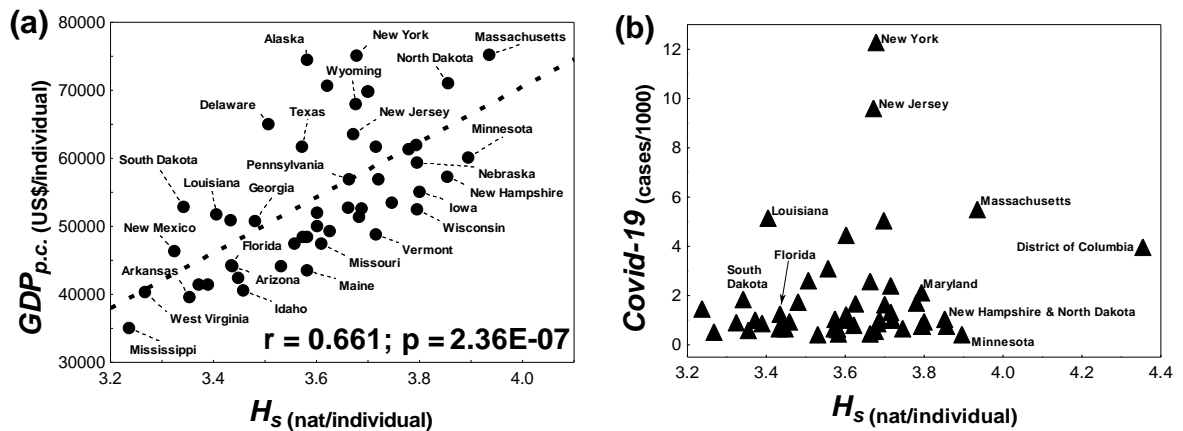 (a)
80000
70000
60000
50000
40000
30000
GDPp.c. (US$/individual)
Alaska
New York
Massachusetts
North Dakota
Wyoming
Delaware
Texas
New Jersey
Minnesota
South Dakota
Pennsylvania
Nebraska
Louisiana
Georgia
New Hampshire
Iowa
New Mexico
Wisconsin
Florida
Vermont
Arkansas
Missouri
Arizona
Maine
West Virginia
Idaho
Mississippi
r = 0.661; p = 2.36E-07
3.2 3.4 3.6 3.8 4.0
Hs (nat/individual)
(b)
12
10
8
6
4
2
0
Covid-19 (cases/1000)
New York
New Jersey
Massachusetts
Louisiana
District of Columbia
Florida
South
Dakota
Maryland
New Hampshire & North Dakota
Minnesota
3.2 3.4 3.6 3.8 4.0 4.2 4.4
Hs (nat/individual)